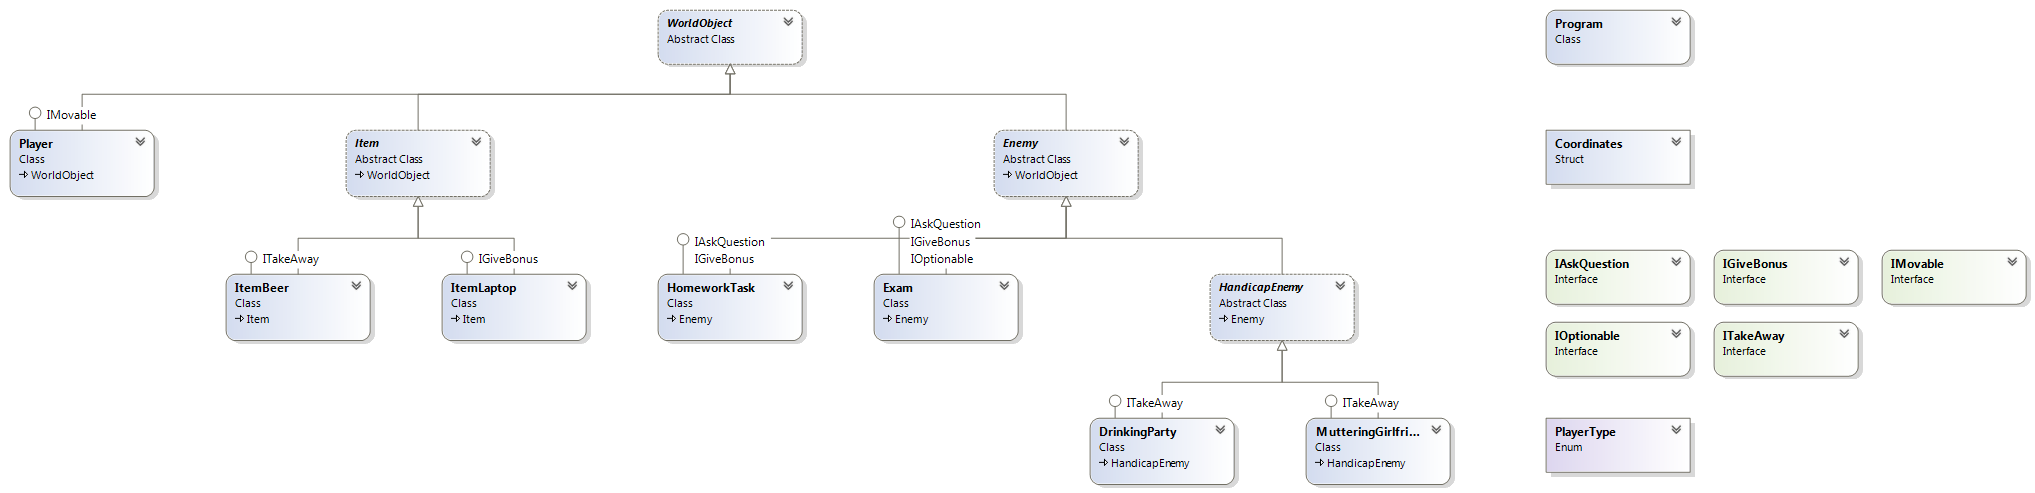 WorldObject
Abstract Class
Program
Class
IMovable
Player
Class
WorldObject
Item
Abstract Class
WorldObject
Enemy
Abstract Class
WorldObject
Coordinates
Struct
ITakeAway
ItemBeer
Class
Item
IGiveBonus
ItemLaptop
Class
Item
IAskQuestion
IGiveBonus
HomeworkTask
Class
Enemy
IAskQuestion
IGiveBonus
IOptionable
Exam
Class
Enemy
HandicapEnemy
Abstract Class
Enemy
IAskQuestion
Interface
IGiveBonus
Interface
IMovable
Interface
IOptionable
Interface
ITakeAway
Interface
ITakeAway
DrinkingParty
Class
HandicapEnemy
ITakeAway
MutteringGirlfri...
Class
HandicapEnemy
PlayerType
Enum